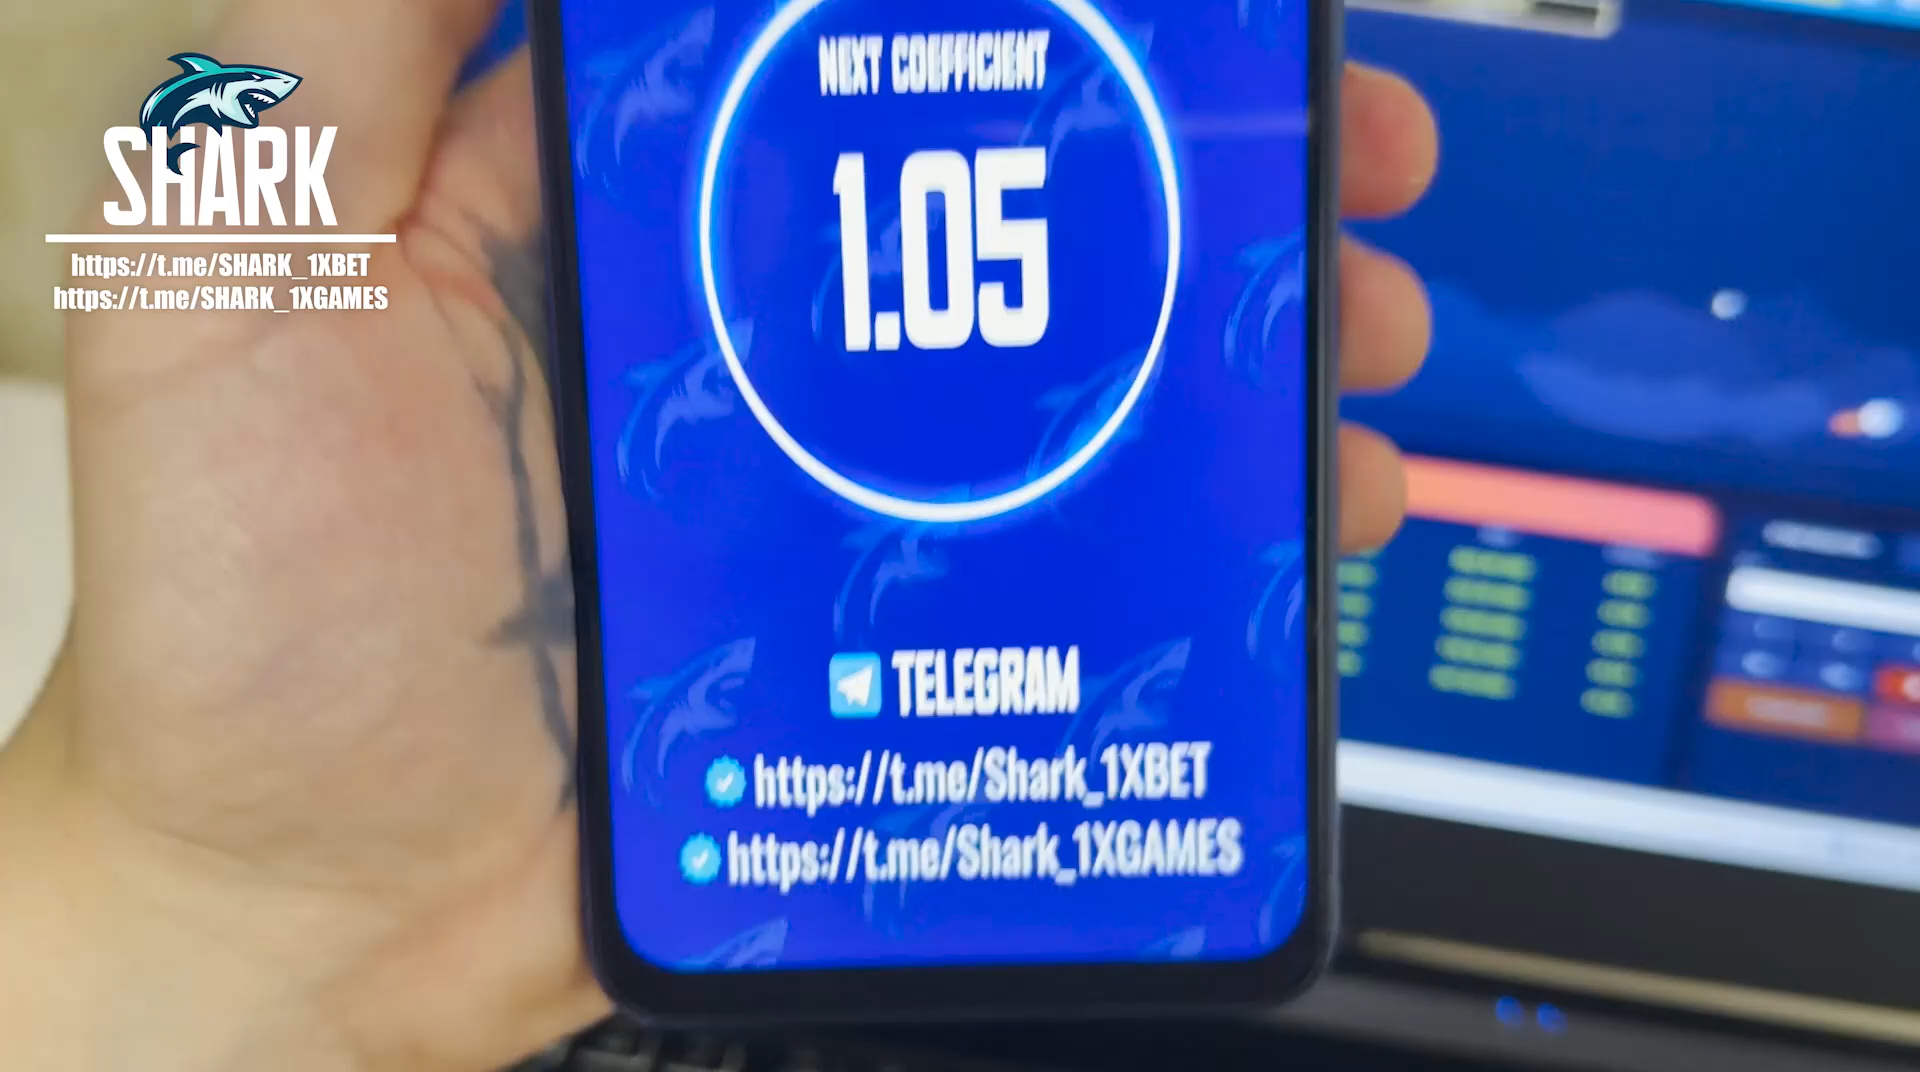 SHARK
https://t.me/SHARK_1XBET
https://t.me/SHARK_1XGAMES
NEXT COEFFICIENT
1.05
TELEGRAM
https://t.me/Shark_1XBET
https://t.me/Shark_1XGAMES